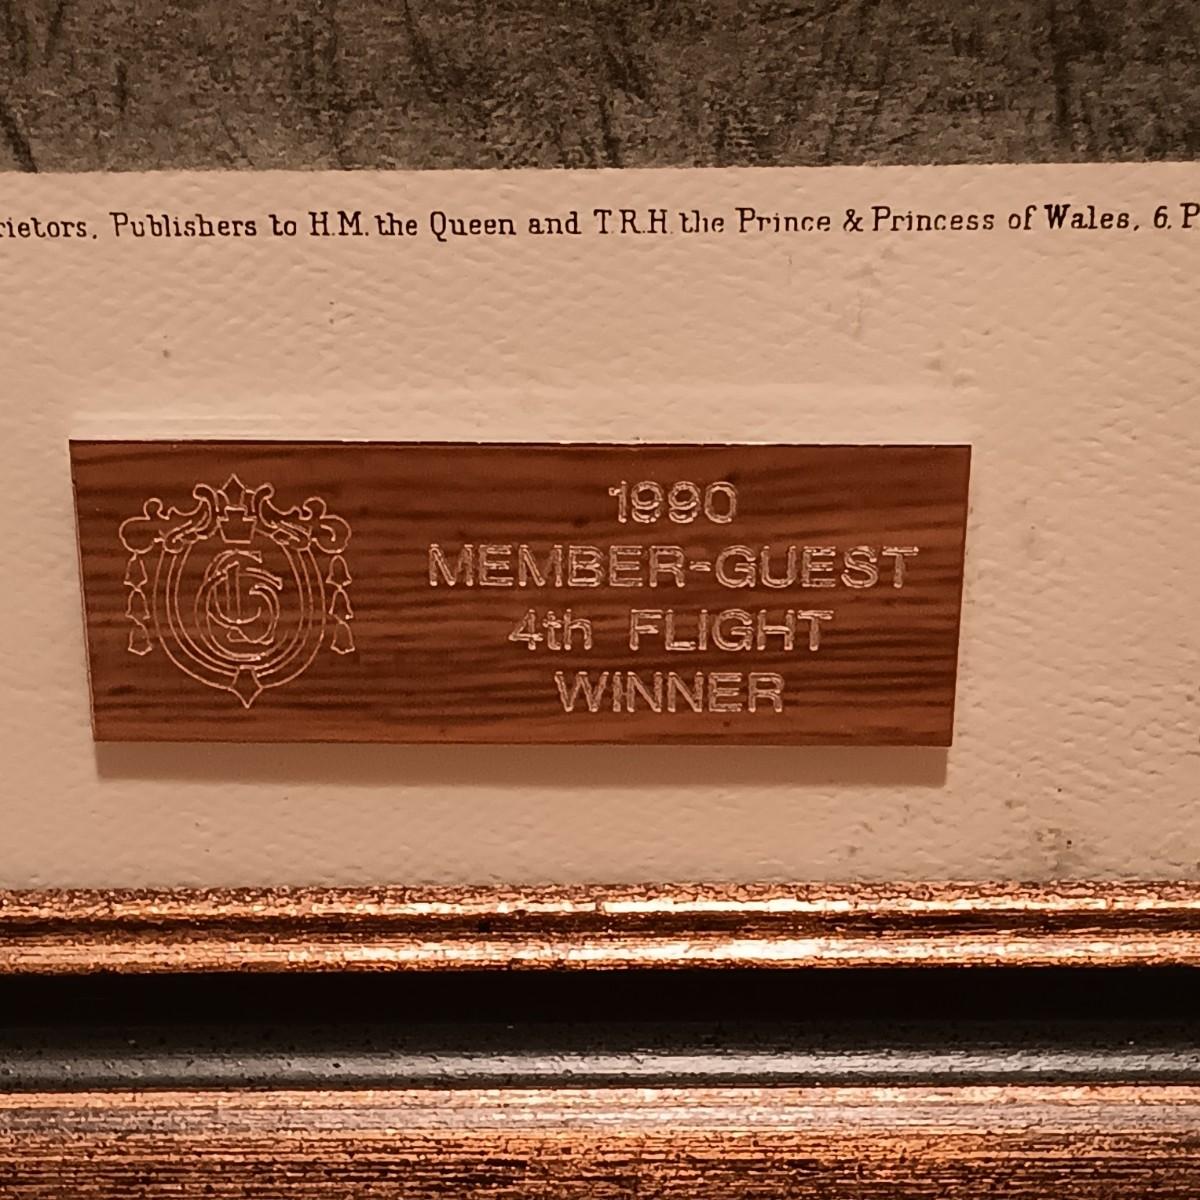 rietors. Publishers to H.M. the Queen and T.R.H. the Prince & Princess of Wales, 6. P
1990
MEMBER-GUEST
4th FLIGHT
WINNER